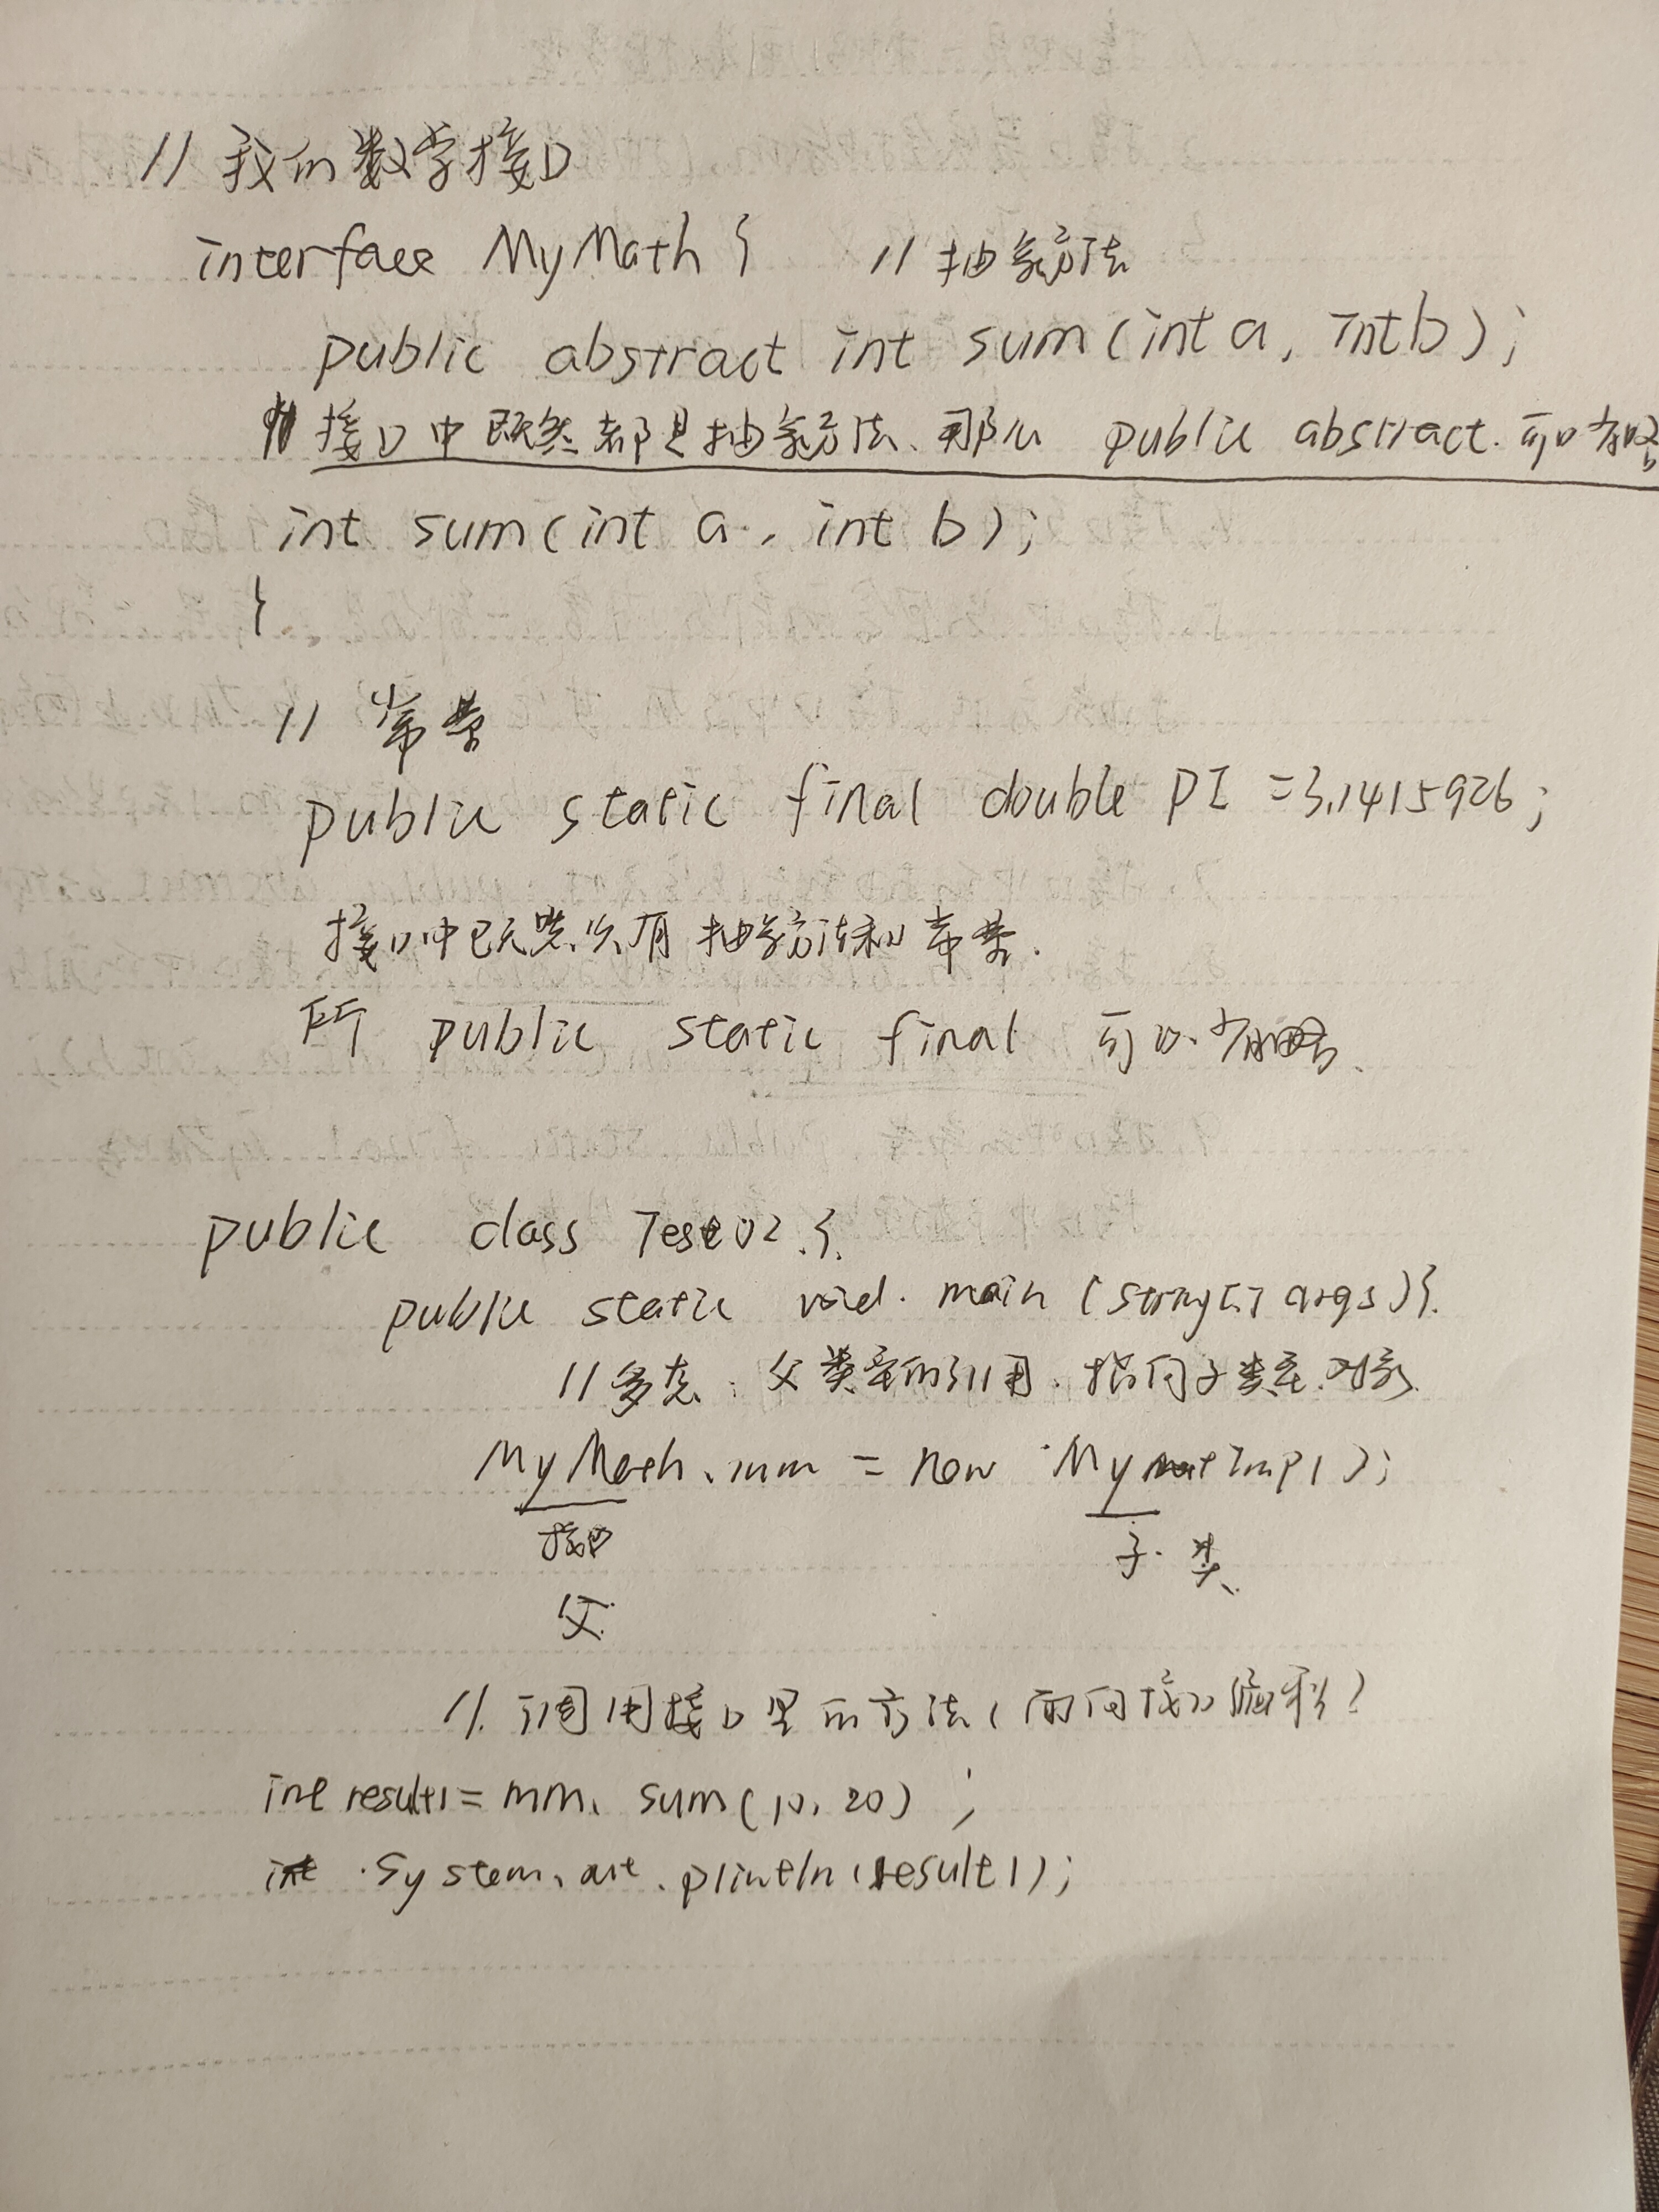 // 我的数学接口
interface MyMath { // 抽象方法
public abstract int sum(int a, int b);
// 接口中既然都是抽象方法、那么 public abstract. 可以省略
int sum(int a, int b);
}
// 常量
public static final double PI =3.1415926;
接口中既然只有抽象方法和常量.
所 public static final 可以省略.
public class Test02 {
public static void main (String[] args){
// 多态: 父类型的引用. 指向子类型对象
MyMath mm = new MymatImpl();
接口 子类
父
// 调用接口里的方法(面向接口编程)
int result1= mm. sum(10, 20) ;
System.out.println(result1);